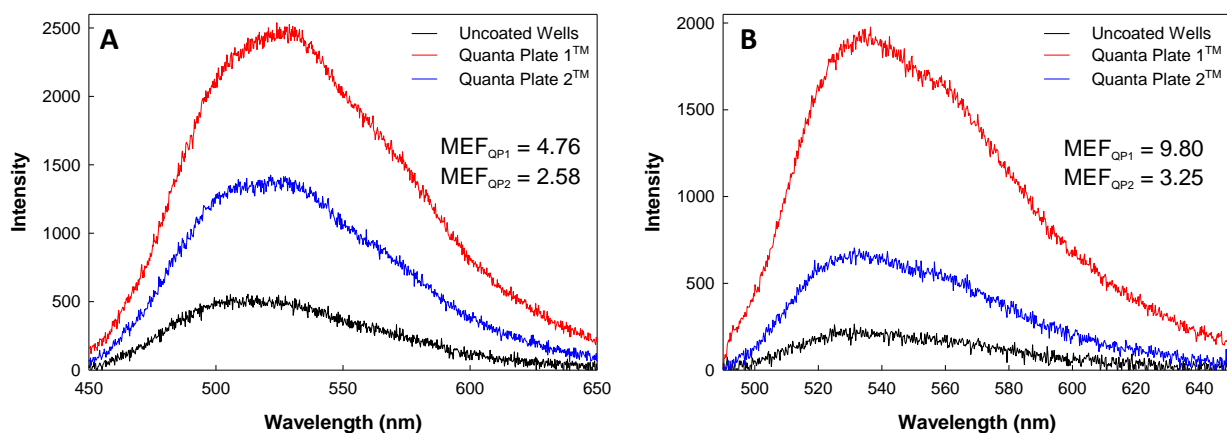 A
Uncoated Wells
Quanta Plate 1TM
Quanta Plate 2TM
MEFQP1 = 4.76
MEFQP2 = 2.58
Intensity
2500
2000
1500
1000
500
0
450
500
550
600
650
Wavelength (nm)
B
Uncoated Wells
Quanta Plate 1TM
Quanta Plate 2TM
MEFQP1 = 9.80
MEFQP2 = 3.25
Intensity
2000
1500
1000
500
0
500
520
540
560
580
600
620
640
Wavelength (nm)